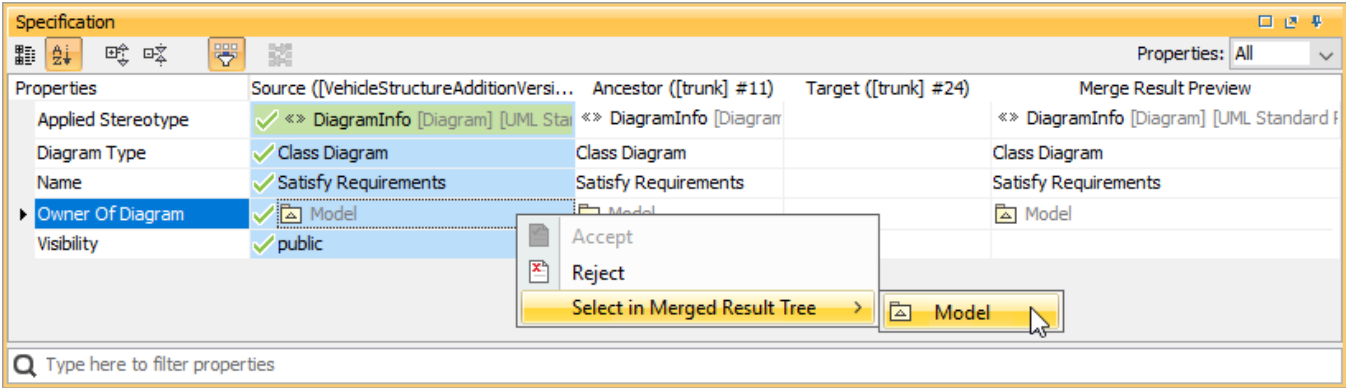 Specification
Properties: All
Properties Source ([VehicleStructureAdditionVersi... Ancestor ([trunk] #11) Target ([trunk] #24) Merge Result Preview
Applied Stereotype «» DiagramInfo [Diagram] [UML Star «» DiagramInfo [Diagram «» DiagramInfo [Diagram] [UML Standard P
Diagram Type Class Diagram Class Diagram Class Diagram
Name Satisfy Requirements Satisfy Requirements Satisfy Requirements
Owner Of Diagram Model Model Model
Visibility public
Accept
Reject
Select in Merged Result Tree > Model
Type here to filter properties